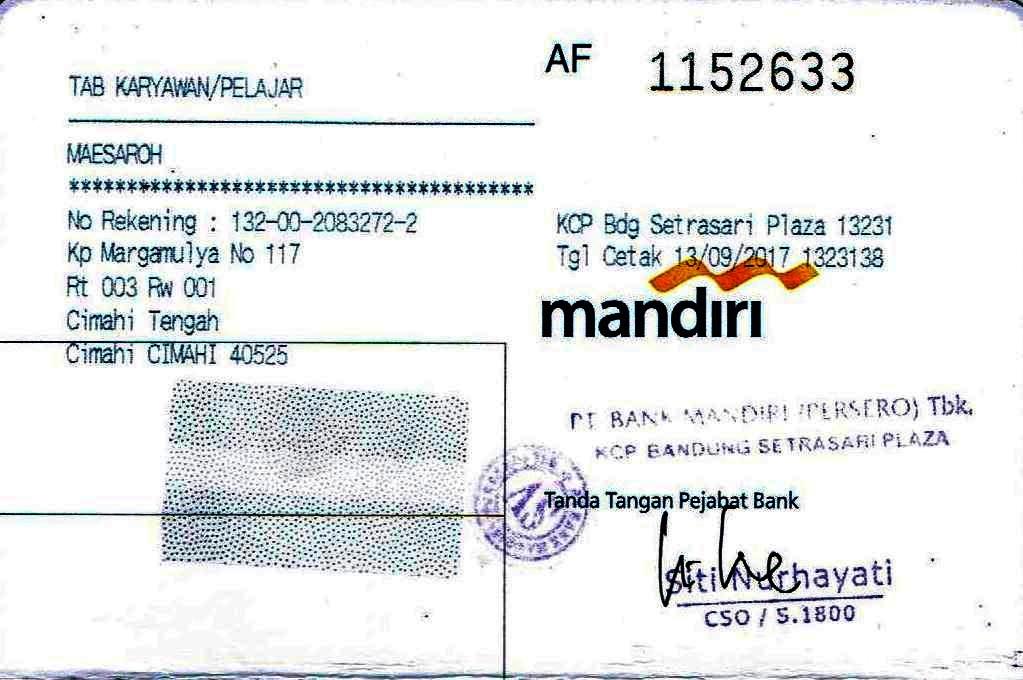 TAB KARYAWAN/PELAJAR
AF 1152633
MAESAROH
****************************************
No Rekening : 132-00-2083272-2
Kp Margamulya No 117
Rt 003 Rw 001
Cimahi Tengah
Cimahi CIMAHI 40525
KCP Bdg Setrasari Plaza 13231
Tgl Cetak 13/09/2017 1323138
mandiri
PT BANK MANDIRI (PERSERO) Tbk.
KCP BANDUNG SETRASARI PLAZA
Tanda Tangan Pejabat Bank
Siti Nurhayati
CSO / S.1800